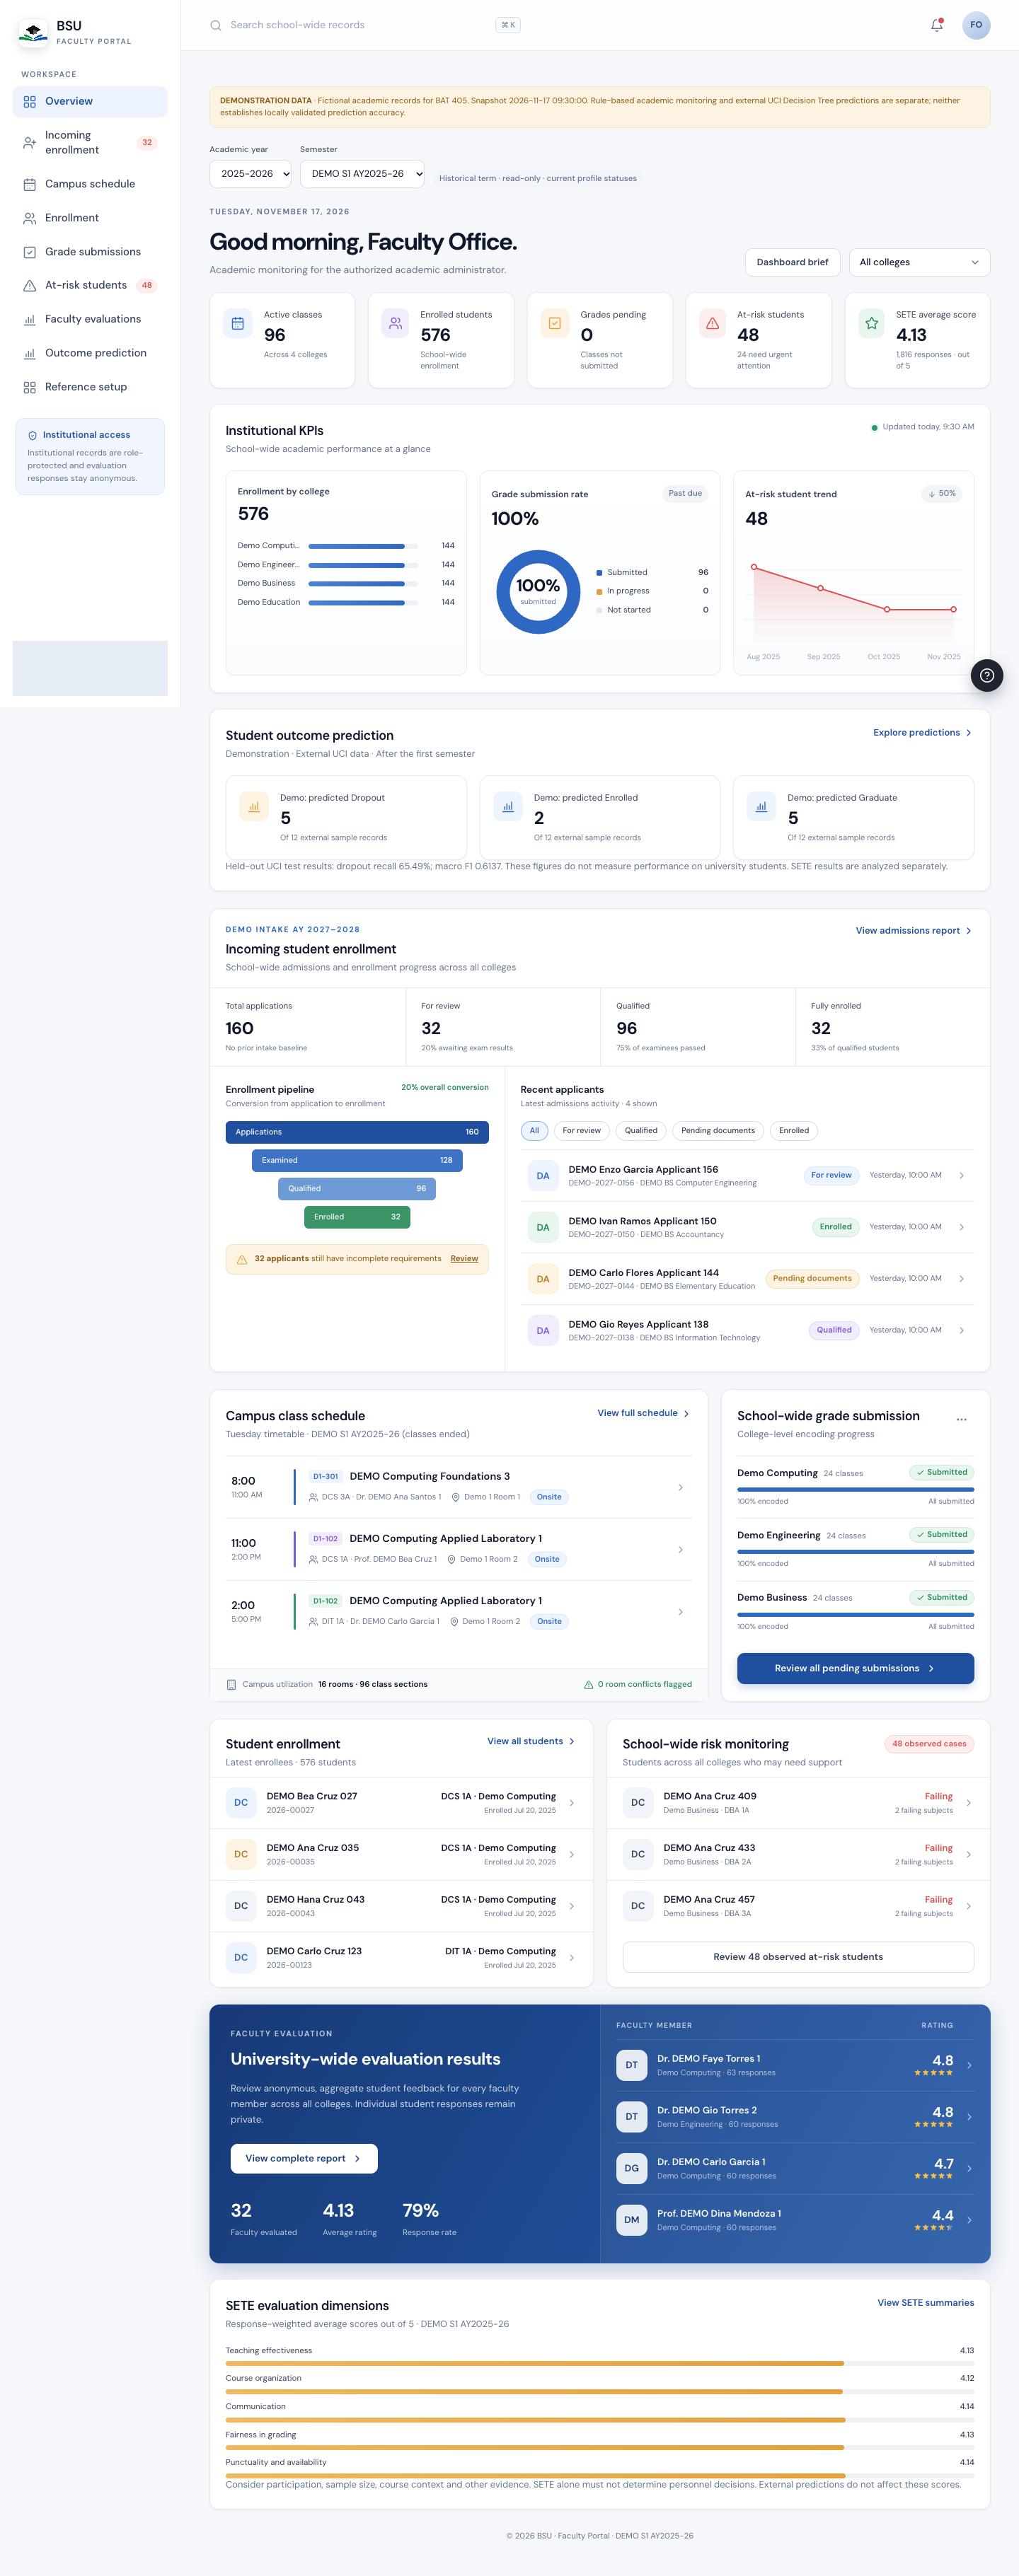 BSU
FACULTY PORTAL
Search school-wide records
⌘ K
FO
WORKSPACE
Overview
Incoming enrollment
32
Campus schedule
Enrollment
Grade submissions
At-risk students
48
Faculty evaluations
Outcome prediction
Reference setup
Institutional access
Institutional records are role-
protected and evaluation
responses stay anonymous.
DEMONSTRATION DATA · Fictional academic records for BAT 405. Snapshot 2026-11-17 09:30:00. Rule-based academic monitoring and external UCI Decision Tree predictions are separate; neither
establishes locally validated prediction accuracy.
Academic year
Semester
2025-2026
DEMO S1 AY2025-26
Historical term · read-only · current profile statuses
TUESDAY, NOVEMBER 17, 2026
Good morning, Faculty Office.
Academic monitoring for the authorized academic administrator.
Dashboard brief
All colleges
Active classes
96
Across 4 colleges
Enrolled students
576
School-wide
enrollment
Grades pending
0
Classes not
submitted
At-risk students
48
24 need urgent
attention
SETE average score
4.13
1,816 responses · out
of 5
Institutional KPIs
School-wide academic performance at a glance
Updated today, 9:30 AM
Enrollment by college
576
Demo Computi... 144
Demo Engineer... 144
Demo Business 144
Demo Education 144
Grade submission rate
Past due
100%
100%
submitted
Submitted 96
In progress 0
Not started 0
At-risk student trend
↓ 50%
48
Aug 2025 Sep 2025 Oct 2025 Nov 2025
Student outcome prediction
Demonstration · External UCI data · After the first semester
Explore predictions
Demo: predicted Dropout
5
Of 12 external sample records
Demo: predicted Enrolled
2
Of 12 external sample records
Demo: predicted Graduate
5
Of 12 external sample records
Held-out UCI test results: dropout recall 65.49%; macro F1 0.6137. These figures do not measure performance on university students. SETE results are analyzed separately.
DEMO INTAKE AY 2027–2028
Incoming student enrollment
School-wide admissions and enrollment progress across all colleges
View admissions report
Total applications
160
No prior intake baseline
For review
32
20% awaiting exam results
Qualified
96
75% of examinees passed
Fully enrolled
32
33% of qualified students
Enrollment pipeline
20% overall conversion
Conversion from application to enrollment
Applications 160
Examined 128
Qualified 96
Enrolled 32
32 applicants still have incomplete requirements Review
Recent applicants
Latest admissions activity · 4 shown
All For review Qualified Pending documents Enrolled
DA
DEMO Enzo Garcia Applicant 156
DEMO-2027-0156 · DEMO BS Computer Engineering
For review
Yesterday, 10:00 AM
DA
DEMO Ivan Ramos Applicant 150
DEMO-2027-0150 · DEMO BS Accountancy
Enrolled
Yesterday, 10:00 AM
DA
DEMO Carlo Flores Applicant 144
DEMO-2027-0144 · DEMO BS Elementary Education
Pending documents
Yesterday, 10:00 AM
DA
DEMO Gio Reyes Applicant 138
DEMO-2027-0138 · DEMO BS Information Technology
Qualified
Yesterday, 10:00 AM
Campus class schedule
Tuesday timetable · DEMO S1 AY2025-26 (classes ended)
View full schedule
8:00
11:00 AM
D1-301 DEMO Computing Foundations 3
DCS 3A · Dr. DEMO Ana Santos 1 Demo 1 Room 1 Onsite
11:00
2:00 PM
D1-102 DEMO Computing Applied Laboratory 1
DCS 1A · Prof. DEMO Bea Cruz 1 Demo 1 Room 2 Onsite
2:00
5:00 PM
D1-102 DEMO Computing Applied Laboratory 1
DIT 1A · Dr. DEMO Carlo Garcia 1 Demo 1 Room 2 Onsite
Campus utilization 16 rooms · 96 class sections
0 room conflicts flagged
School-wide grade submission
...
College-level encoding progress
Demo Computing 24 classes Submitted
100% encoded All submitted
Demo Engineering 24 classes Submitted
100% encoded All submitted
Demo Business 24 classes Submitted
100% encoded All submitted
Review all pending submissions
Student enrollment
Latest enrollees · 576 students
View all students
DC
DEMO Bea Cruz 027
2026-00027
DCS 1A · Demo Computing
Enrolled Jul 20, 2025
DC
DEMO Ana Cruz 035
2026-00035
DCS 1A · Demo Computing
Enrolled Jul 20, 2025
DC
DEMO Hana Cruz 043
2026-00043
DCS 1A · Demo Computing
Enrolled Jul 20, 2025
DC
DEMO Carlo Cruz 123
2026-00123
DIT 1A · Demo Computing
Enrolled Jul 20, 2025
School-wide risk monitoring
Students across all colleges who may need support
48 observed cases
DC
DEMO Ana Cruz 409
Demo Business · DBA 1A
Failing
2 failing subjects
DC
DEMO Ana Cruz 433
Demo Business · DBA 2A
Failing
2 failing subjects
DC
DEMO Ana Cruz 457
Demo Business · DBA 3A
Failing
2 failing subjects
Review 48 observed at-risk students
FACULTY EVALUATION
University-wide evaluation results
Review anonymous, aggregate student feedback for every faculty
member across all colleges. Individual student responses remain
private.
View complete report
32
Faculty evaluated
4.13
Average rating
79%
Response rate
FACULTY MEMBER RATING
DT
Dr. DEMO Faye Torres 1
Demo Computing · 63 responses
4.8
★★★★★
DT
Dr. DEMO Gio Torres 2
Demo Engineering · 60 responses
4.8
★★★★★
DG
Dr. DEMO Carlo Garcia 1
Demo Computing · 60 responses
4.7
★★★★★
DM
Prof. DEMO Dina Mendoza 1
Demo Computing · 60 responses
4.4
SETE evaluation dimensions
Response-weighted average scores out of 5 · DEMO S1 AY2025-26
View SETE summaries
Teaching effectiveness 4.13
Course organization 4.12
Communication 4.14
Fairness in grading 4.13
Punctuality and availability 4.14
Consider participation, sample size, course context and other evidence. SETE alone must not determine personnel decisions. External predictions do not affect these scores.
© 2026 BSU · Faculty Portal · DEMO S1 AY2025-26